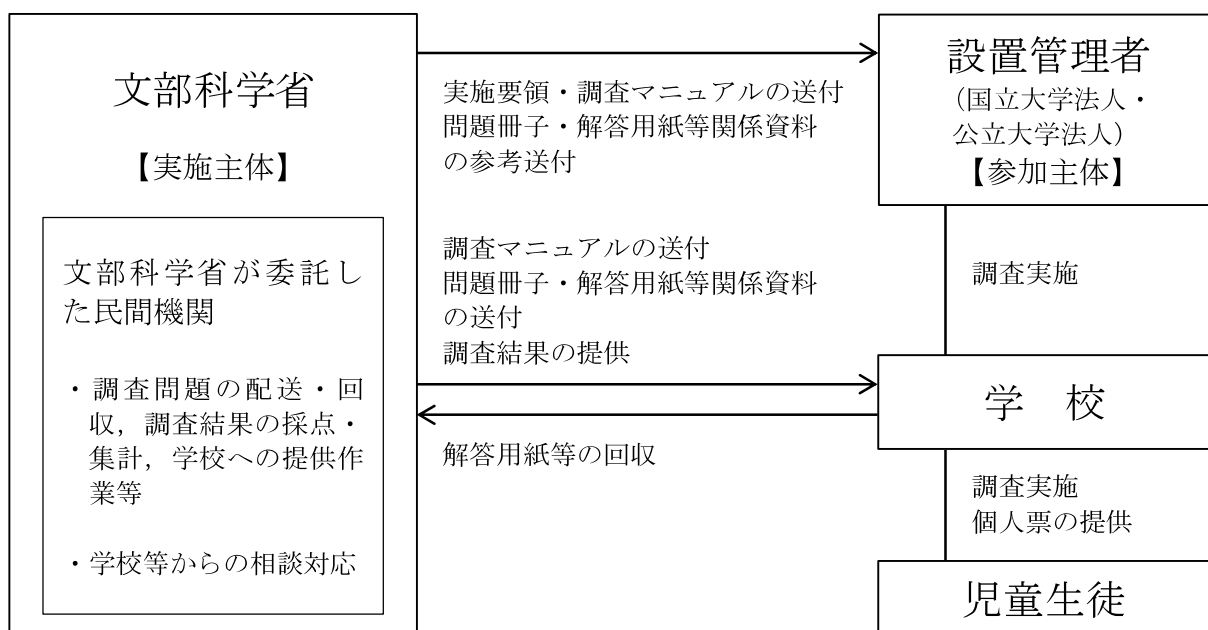 文部科学省
【実施主体】
文部科学省が委託し
た民間機関
・調査問題の配送・回
収，調査結果の採点・
集計，学校への提供作
業等
・学校等からの相談対応
実施要領・調査マニュアルの送付
問題冊子・解答用紙等関係資料
の参考送付
調査マニュアルの送付
問題冊子・解答用紙等関係資料
の送付
調査結果の提供
解答用紙等の回収
設置管理者
（国立大学法人・
公立大学法人）
【参加主体】
調査実施
学　校
調査実施
個人票の提供
児童生徒